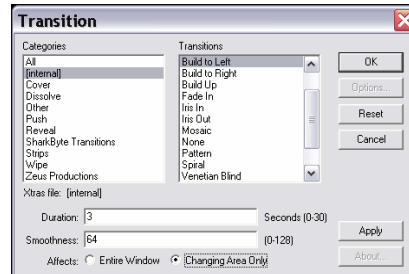 Transition
Categories
All
[internal]
Cover
Dissolve
Other
Push
Reveal
SharkByte Transitions
Strips
Wipe
Zeus Productions
Transitions
Build to Left
Build to Right
Build Up
Fade In
Iris In
Iris Out
Mosaic
None
Pattern
Spiral
Venetian Blind
OK
Options...
Reset
Cancel
Xtras file: [internal]
Duration: 3 Seconds (0-30)
Smoothness: 64 (0-128)
Affects: Entire Window Changing Area Only
Apply
About...